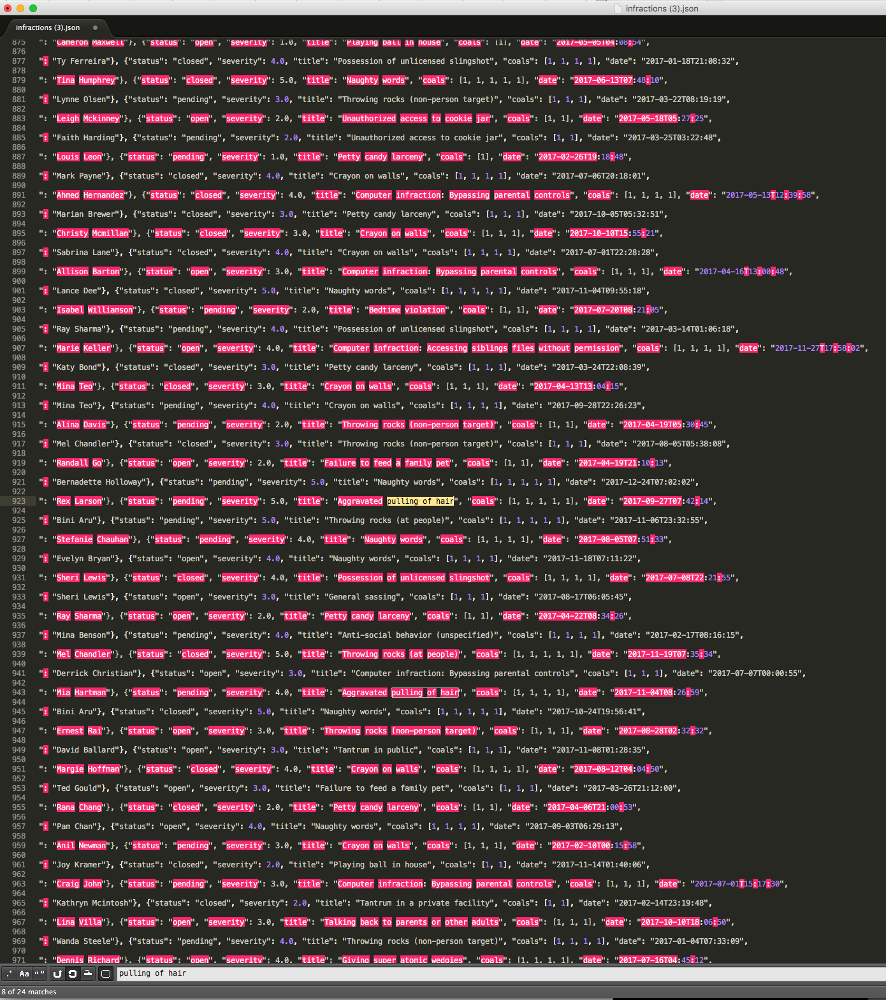 infractions (3).json
infractions (3).json
875 ": "Cameron Maxwell"}, {"status": "open", "severity": 1.0, "title": "Playing ball in house", "coals": [1], "date": "2017-05-05T04:08:54",
876
877 ": "Ty Ferreira"}, {"status": "closed", "severity": 4.0, "title": "Possession of unlicensed slingshot", "coals": [1, 1, 1, 1], "date": "2017-01-18T21:08:32",
878
879 ": "Tina Humphrey"}, {"status": "closed", "severity": 5.0, "title": "Naughty words", "coals": [1, 1, 1, 1, 1], "date": "2017-06-13T07:48:10",
880
881 ": "Lynne Olsen"}, {"status": "pending", "severity": 3.0, "title": "Throwing rocks (non-person target)", "coals": [1, 1, 1], "date": "2017-03-22T08:19:19",
882
883 ": "Leigh Mckinney"}, {"status": "open", "severity": 2.0, "title": "Unauthorized access to cookie jar", "coals": [1, 1], "date": "2017-05-18T05:27:25",
884
885 ": "Faith Harding"}, {"status": "pending", "severity": 2.0, "title": "Unauthorized access to cookie jar", "coals": [1, 1], "date": "2017-03-25T03:22:48",
886
887 ": "Louis Leon"}, {"status": "pending", "severity": 1.0, "title": "Petty candy larceny", "coals": [1], "date": "2017-02-26T19:18:48",
888
889 ": "Mark Payne"}, {"status": "closed", "severity": 4.0, "title": "Crayon on walls", "coals": [1, 1, 1, 1], "date": "2017-07-06T20:18:01",
890
891 ": "Ahmed Hernandez"}, {"status": "closed", "severity": 4.0, "title": "Computer infraction: Bypassing parental controls", "coals": [1, 1, 1, 1], "date": "2017-05-13T12:39:58",
892
893 ": "Marian Brewer"}, {"status": "closed", "severity": 3.0, "title": "Petty candy larceny", "coals": [1, 1, 1], "date": "2017-10-05T05:32:51",
894
895 ": "Christy Mcmillan"}, {"status": "closed", "severity": 3.0, "title": "Crayon on walls", "coals": [1, 1, 1], "date": "2017-10-10T15:55:21",
896
897 ": "Sabrina Lane"}, {"status": "closed", "severity": 4.0, "title": "Crayon on walls", "coals": [1, 1, 1, 1], "date": "2017-07-01T22:28:28",
898
899 ": "Allison Barton"}, {"status": "open", "severity": 3.0, "title": "Computer infraction: Bypassing parental controls", "coals": [1, 1, 1], "date": "2017-04-16T13:00:48",
900
901 ": "Lance Dee"}, {"status": "closed", "severity": 5.0, "title": "Naughty words", "coals": [1, 1, 1, 1, 1], "date": "2017-11-04T09:55:18",
902
903 ": "Isabel Williamson"}, {"status": "pending", "severity": 2.0, "title": "Bedtime violation", "coals": [1, 1], "date": "2017-07-20T08:21:05",
904
905 ": "Ray Sharma"}, {"status": "pending", "severity": 4.0, "title": "Possession of unlicensed slingshot", "coals": [1, 1, 1, 1], "date": "2017-03-14T01:06:18",
906
907 ": "Marie Keller"}, {"status": "open", "severity": 4.0, "title": "Computer infraction: Accessing siblings files without permission", "coals": [1, 1, 1, 1], "date": "2017-11-27T17:58:02",
908
909 ": "Katy Bond"}, {"status": "closed", "severity": 3.0, "title": "Petty candy larceny", "coals": [1, 1, 1], "date": "2017-03-24T22:08:39",
910
911 ": "Mina Teo"}, {"status": "closed", "severity": 3.0, "title": "Crayon on walls", "coals": [1, 1, 1], "date": "2017-04-13T13:04:15",
912
913 ": "Mina Teo"}, {"status": "pending", "severity": 4.0, "title": "Crayon on walls", "coals": [1, 1, 1, 1], "date": "2017-09-28T22:26:23",
914
915 ": "Alina Davis"}, {"status": "pending", "severity": 2.0, "title": "Throwing rocks (non-person target)", "coals": [1, 1], "date": "2017-04-19T05:30:45",
916
917 ": "Mel Chandler"}, {"status": "closed", "severity": 3.0, "title": "Throwing rocks (non-person target)", "coals": [1, 1, 1], "date": "2017-08-05T05:38:08",
918
919 ": "Randall Go"}, {"status": "open", "severity": 2.0, "title": "Failure to feed a family pet", "coals": [1, 1], "date": "2017-04-19T21:10:13",
920
921 ": "Bernadette Holloway"}, {"status": "pending", "severity": 5.0, "title": "Naughty words", "coals": [1, 1, 1, 1, 1], "date": "2017-12-24T07:02:02",
922
923 ": "Rex Larson"}, {"status": "pending", "severity": 5.0, "title": "Aggravated pulling of hair", "coals": [1, 1, 1, 1, 1], "date": "2017-09-27T07:42:14",
924
925 ": "Bini Aru"}, {"status": "pending", "severity": 5.0, "title": "Throwing rocks (at people)", "coals": [1, 1, 1, 1, 1], "date": "2017-11-06T23:32:55",
926
927 ": "Stefanie Chauhan"}, {"status": "pending", "severity": 4.0, "title": "Naughty words", "coals": [1, 1, 1, 1], "date": "2017-08-05T07:51:33",
928
929 ": "Evelyn Bryan"}, {"status": "open", "severity": 4.0, "title": "Naughty words", "coals": [1, 1, 1, 1], "date": "2017-11-18T07:11:22",
930
931 ": "Sheri Lewis"}, {"status": "closed", "severity": 4.0, "title": "Possession of unlicensed slingshot", "coals": [1, 1, 1, 1], "date": "2017-07-08T22:21:55",
932
933 ": "Sheri Lewis"}, {"status": "open", "severity": 3.0, "title": "General sassing", "coals": [1, 1, 1], "date": "2017-08-17T06:05:45",
934
935 ": "Ray Sharma"}, {"status": "open", "severity": 2.0, "title": "Petty candy larceny", "coals": [1, 1], "date": "2017-04-22T08:34:26",
936
937 ": "Mina Benson"}, {"status": "pending", "severity": 4.0, "title": "Anti-social behavior (unspecified)", "coals": [1, 1, 1, 1], "date": "2017-02-17T08:16:15",
938
939 ": "Mel Chandler"}, {"status": "closed", "severity": 5.0, "title": "Throwing rocks (at people)", "coals": [1, 1, 1, 1, 1], "date": "2017-11-19T07:35:34",
940
941 ": "Derrick Christian"}, {"status": "open", "severity": 3.0, "title": "Computer infraction: Bypassing parental controls", "coals": [1, 1, 1], "date": "2017-07-07T00:00:55",
942
943 ": "Mia Hartman"}, {"status": "pending", "severity": 4.0, "title": "Aggravated pulling of hair", "coals": [1, 1, 1, 1], "date": "2017-11-04T08:26:59",
944
945 ": "Bini Aru"}, {"status": "closed", "severity": 5.0, "title": "Naughty words", "coals": [1, 1, 1, 1, 1], "date": "2017-10-24T19:56:41",
946
947 ": "Ernest Rai"}, {"status": "open", "severity": 3.0, "title": "Throwing rocks (non-person target)", "coals": [1, 1, 1], "date": "2017-08-28T02:32:32",
948
949 ": "David Ballard"}, {"status": "open", "severity": 3.0, "title": "Tantrum in public", "coals": [1, 1, 1], "date": "2017-11-08T01:28:35",
950
951 ": "Margie Hoffman"}, {"status": "closed", "severity": 4.0, "title": "Crayon on walls", "coals": [1, 1, 1, 1], "date": "2017-08-12T04:04:50",
952
953 ": "Ted Gould"}, {"status": "open", "severity": 3.0, "title": "Failure to feed a family pet", "coals": [1, 1, 1], "date": "2017-03-26T21:12:00",
954
955 ": "Rana Chang"}, {"status": "closed", "severity": 2.0, "title": "Petty candy larceny", "coals": [1, 1], "date": "2017-04-06T21:00:53",
956
957 ": "Pam Chan"}, {"status": "open", "severity": 4.0, "title": "Naughty words", "coals": [1, 1, 1, 1], "date": "2017-09-03T06:29:13",
958
959 ": "Anil Newman"}, {"status": "pending", "severity": 3.0, "title": "Crayon on walls", "coals": [1, 1, 1], "date": "2017-02-10T00:15:58",
960
961 ": "Joy Kramer"}, {"status": "closed", "severity": 2.0, "title": "Playing ball in house", "coals": [1, 1], "date": "2017-11-14T01:40:06",
962
963 ": "Craig John"}, {"status": "pending", "severity": 3.0, "title": "Computer infraction: Bypassing parental controls", "coals": [1, 1, 1], "date": "2017-07-01T15:17:30",
964
965 ": "Kathryn Mcintosh"}, {"status": "closed", "severity": 2.0, "title": "Tantrum in a private facility", "coals": [1, 1], "date": "2017-02-14T23:19:48",
966
967 ": "Lina Villa"}, {"status": "open", "severity": 3.0, "title": "Talking back to parents or other adults", "coals": [1, 1, 1], "date": "2017-10-10T18:06:50",
968
969 ": "Wanda Steele"}, {"status": "pending", "severity": 4.0, "title": "Throwing rocks (non-person target)", "coals": [1, 1, 1, 1], "date": "2017-01-04T07:33:09",
970
971 ": "Dennis Richard"}, {"status": "open", "severity": 4.0, "title": "Giving super atomic wedgies", "coals": [1, 1, 1, 1], "date": "2017-07-16T04:45:12",
.* Aa “” pulling of hair
8 of 24 matches